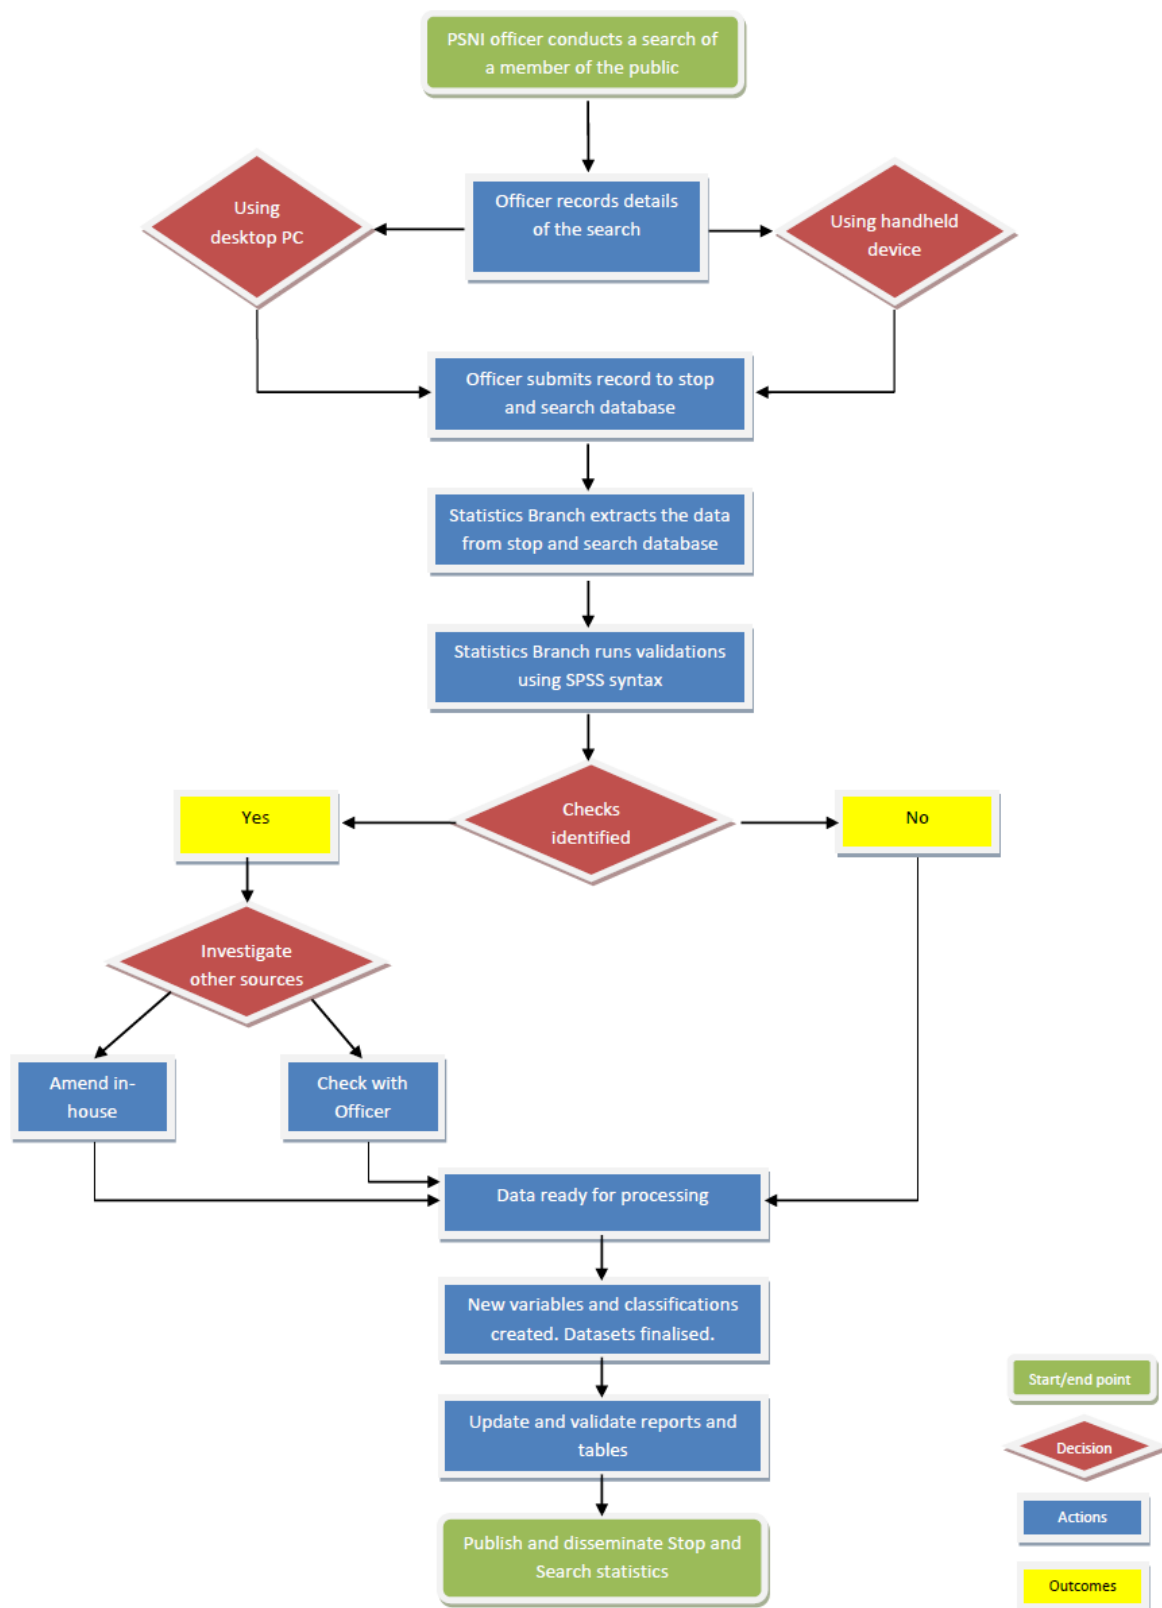 PSNI officer conducts a search of
a member of the public
Officer records details
of the search
Using
desktop PC
Using handheld
device
Officer submits record to stop
and search database
Statistics Branch extracts the data
from stop and search database
Statistics Branch runs validations
using SPSS syntax
Checks
identified
Yes
No
Investigate
other sources
Amend in-
house
Check with
Officer
Data ready for processing
New variables and classifications
created. Datasets finalised.
Update and validate reports and
tables
Publish and disseminate Stop and
Search statistics
Start/end point
Decision
Actions
Outcomes